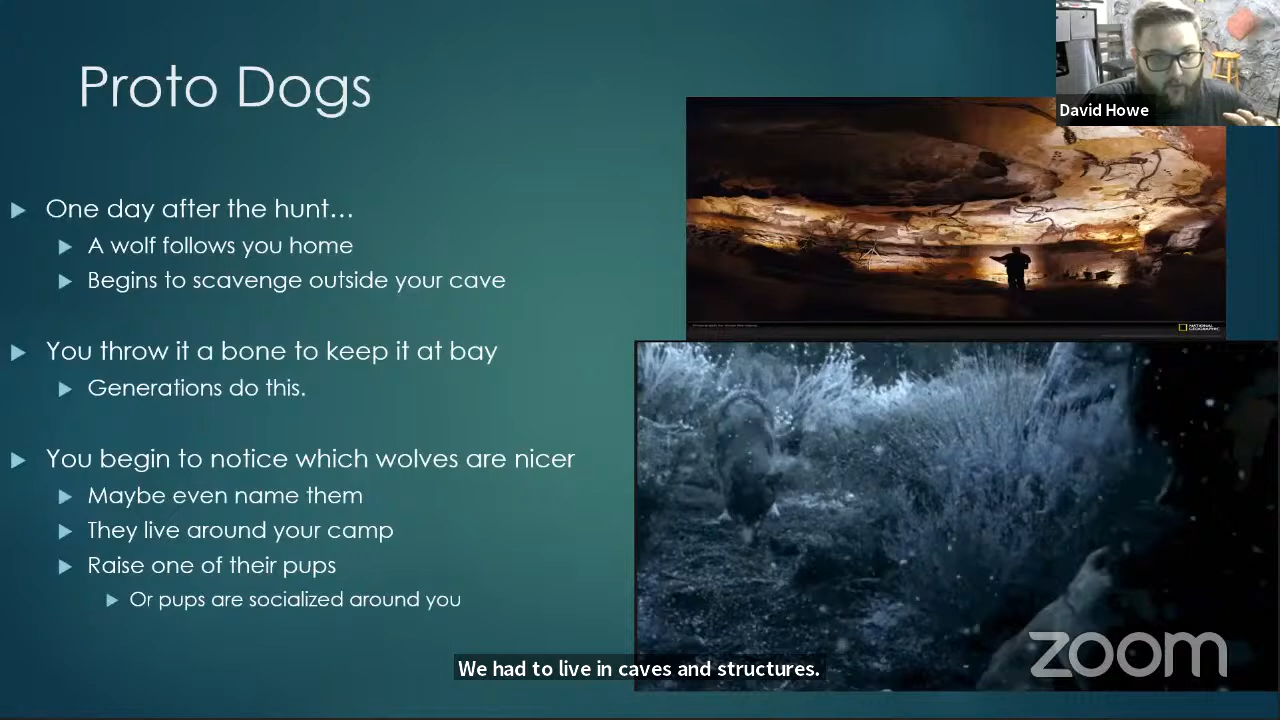 Proto Dogs
David Howe
One day after the hunt...
A wolf follows you home
Begins to scavenge outside your cave
You throw it a bone to keep it at bay
Generations do this.
You begin to notice which wolves are nicer
Maybe even name them
They live around your camp
Raise one of their pups
Or pups are socialized around you
NATIONAL
GEOGRAPHIC
We had to live in caves and structures.
zoom